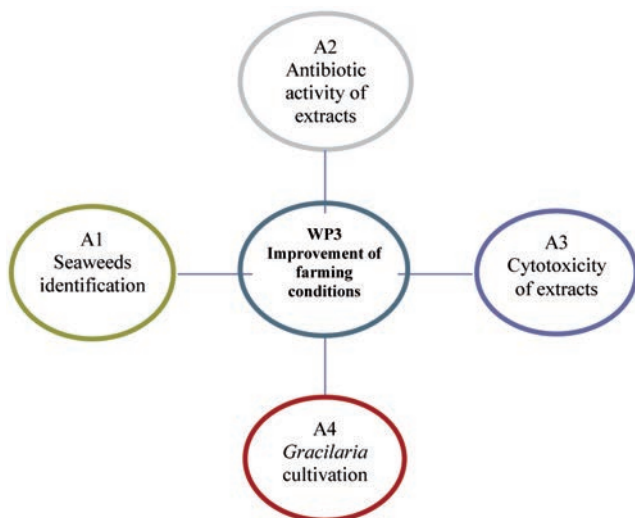 A2
Antibiotic
activity of
extracts
A1
Seaweeds
identification
WP3
Improvement of
farming
conditions
A3
Cytotoxicity
of extracts
A4
Gracilaria
cultivation